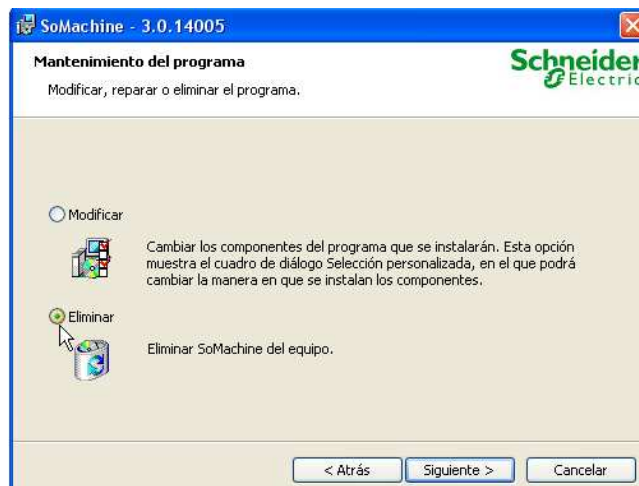 SoMachine - 3.0.14005
Mantenimiento del programa
Modificar, reparar o eliminar el programa.
Schneider
Electric
Modificar
Cambiar los componentes del programa que se instalarán. Esta opción
muestra el cuadro de diálogo Selección personalizada, en el que podrá
cambiar la manera en que se instalan los componentes.
Eliminar
Eliminar SoMachine del equipo.
< Atrás
Siguiente >
Cancelar